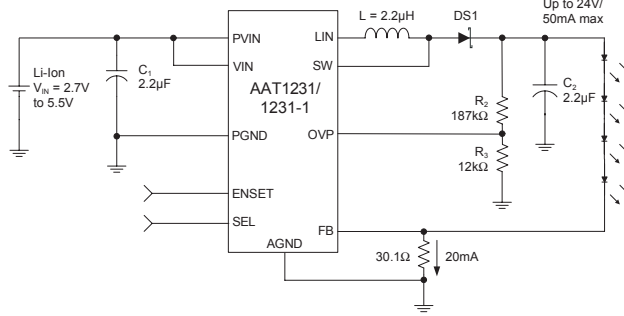 Up to 24V/
50mA max
L = 2.2µH
DS1
PVIN
LIN
Li-Ion
VIN = 2.7V
to 5.5V
C1
2.2µF
VIN
SW
AAT1231/
1231-1
C2
2.2µF
R2
187kΩ
PGND
OVP
R3
12kΩ
ENSET
SEL
FB
AGND
30.1Ω
20mA